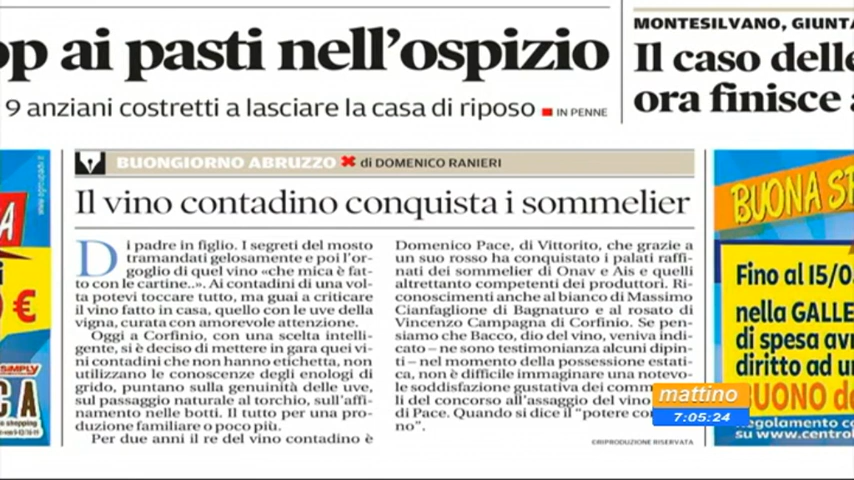 op ai pasti nell'ospizio
9 anziani costretti a lasciare la casa di riposo ■ IN PENNE
MONTESILVANO, GIUNTA
Il caso delle
ora finisce a
BUONGIORNO ABRUZZO ✖ di DOMENICO RANIERI
Il vino contadino conquista i sommelier
Di padre in figlio. I segreti del mosto
tramandati gelosamente e poi l'or-
goglio di quel vino «che mica è fat-
to con le cartine..». Ai contadini di una vol-
ta potevi toccare tutto, ma guai a criticare
il vino fatto in casa, quello con le uve della
vigna, curata con amorevole attenzione.
Oggi a Corfinio, con una scelta intelli-
gente, si è deciso di mettere in gara quei vi-
ni contadini che non hanno etichetta, non
utilizzano le conoscenze degli enologi di
grido, puntano sulla genuinità delle uve,
sul passaggio naturale al torchio, sull'affi-
namento nelle botti. Il tutto per una pro-
duzione familiare o poco più.
Per due anni il re del vino contadino è
Domenico Pace, di Vittorito, che grazie a
un suo rosso ha conquistato i palati raffi-
nati dei sommelier di Onav e Ais e quelli
altrettanto competenti dei produttori. Ri-
conoscimenti anche al bianco di Massimo
Cianfaglione di Bagnaturo e al rosato di
Vincenzo Campagna di Corfinio. Se pen-
siamo che Bacco, dio del vino, veniva indi-
cato – ne sono testimonianza alcuni dipin-
ti – nel momento della possessione estati-
ca, non è difficile immaginare una notevo-
le soddisfazione gustativa dei comm
li del concorso all'assaggio del vino
di Pace. Quando si dice il "potere con
no".
©RIPRODUZIONE RISERVATA
A
€
SIMPLY
CA
shopping
BUONA SP
Fino al 15/0
nella GALLE
di spesa avr
diritto ad un
BUONO de
Regolamento co
su www.centrol
mattino
7:05:24